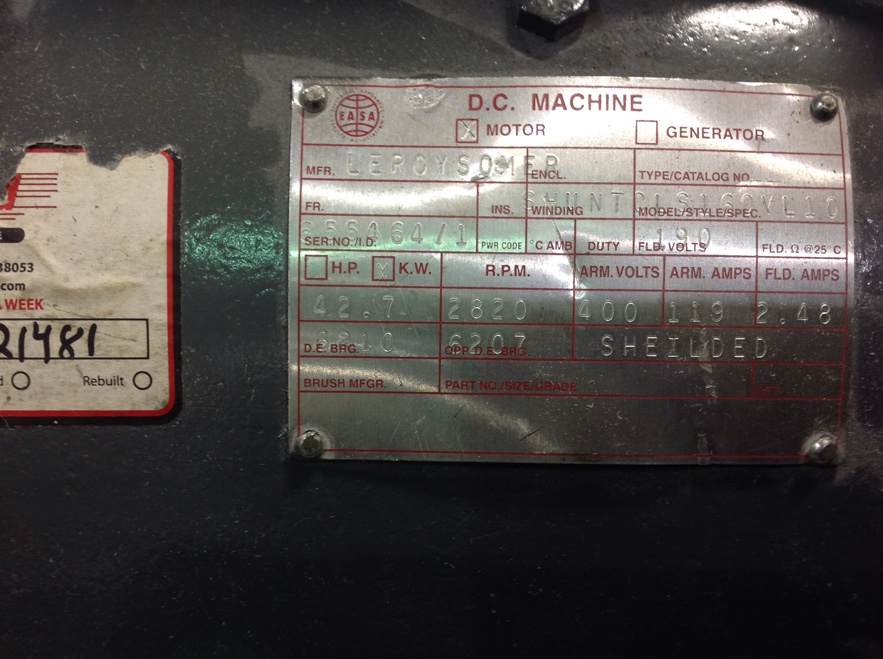 D.C. MACHINE
EASA
X MOTOR GENERATOR
LEROYSOMER
MFR. ENCL. TYPE/CATALOG NO.
SHUNT
FR. INS. WINDING MODEL/STYLE/SPEC.
64/1 190
SER.NO./I.D. PWR CODE °C AMB DUTY FLD. VOLTS FLD. Ω @25°C
H.P. K.W. R.P.M. ARM. VOLTS ARM. AMPS FLD. AMPS
42.7 2820 400 119 2.48
6207 SHEILDED
D.E. BRG. OPP.D.E. BRG.
BRUSH MFGR. PART NO./SIZE/GRADE
38053
.com
WEEK
21481
Rebuilt